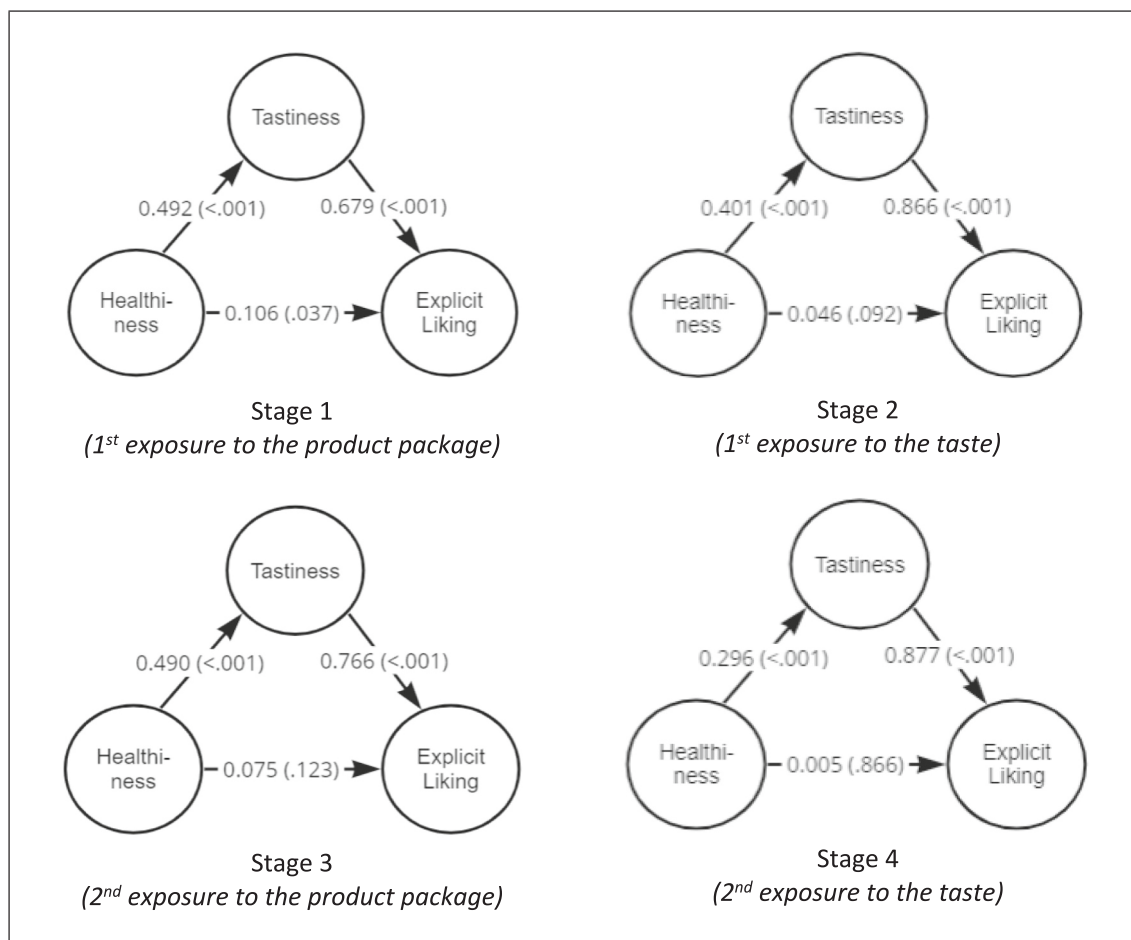 Tastiness
0.492 (<.001)
0.679 (<.001)
Healthi-
ness
0.106 (.037)
Explicit
Liking
Stage 1
(1st exposure to the product package)
Tastiness
0.401 (<.001)
0.866 (<.001)
Healthi-
ness
0.046 (.092)
Explicit
Liking
Stage 2
(1st exposure to the taste)
Tastiness
0.490 (<.001)
0.766 (<.001)
Healthi-
ness
0.075 (.123)
Explicit
Liking
Stage 3
(2nd exposure to the product package)
Tastiness
0.296 (<.001)
0.877 (<.001)
Healthi-
ness
0.005 (.866)
Explicit
Liking
Stage 4
(2nd exposure to the taste)